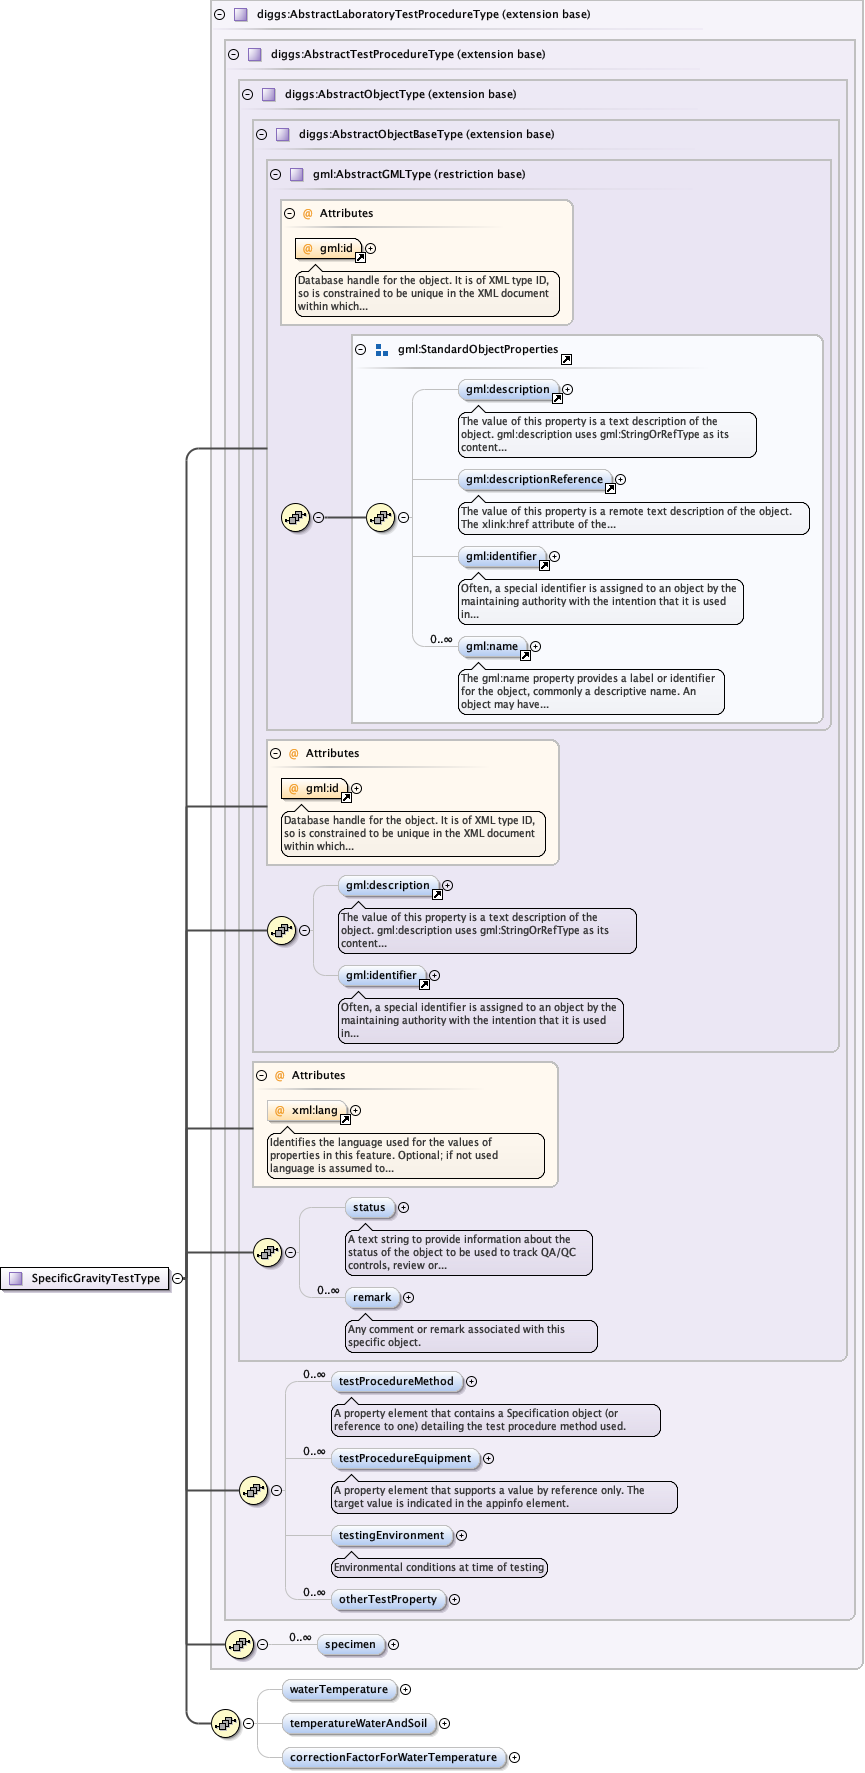 diggs:AbstractLaboratoryTestProcedureType (extension base)
diggs:AbstractTestProcedureType (extension base)
diggs:AbstractObjectType (extension base)
diggs:AbstractObjectBaseType (extension base)
gml:AbstractGMLType (restriction base)
@ Attributes
@ gml:id
Database handle for the object. It is of XML type ID,
so is constrained to be unique in the XML document
within which...
gml:StandardObjectProperties
gml:description
The value of this property is a text description of the
object. gml:description uses gml:StringOrRefType as its
content...
gml:descriptionReference
The value of this property is a remote text description of the object.
The xlink:href attribute of the...
gml:identifier
Often, a special identifier is assigned to an object by the
maintaining authority with the intention that it is used
in...
0..∞
gml:name
The gml:name property provides a label or identifier
for the object, commonly a descriptive name. An
object may have...
@ Attributes
@ gml:id
Database handle for the object. It is of XML type ID,
so is constrained to be unique in the XML document
within which...
gml:description
The value of this property is a text description of the
object. gml:description uses gml:StringOrRefType as its
content...
gml:identifier
Often, a special identifier is assigned to an object by the
maintaining authority with the intention that it is used
in...
@ Attributes
@ xml:lang
Identifies the language used for the values of
properties in this feature. Optional; if not used
language is assumed to...
status
A text string to provide information about the
status of the object to be used to track QA/QC
controls, review or...
SpecificGravityTestType
0..∞
remark
Any comment or remark associated with this
specific object.
0..∞
testProcedureMethod
A property element that contains a Specification object (or
reference to one) detailing the test procedure method used.
0..∞
testProcedureEquipment
A property element that supports a value by reference only. The
target value is indicated in the appinfo element.
testingEnvironment
Environmental conditions at time of testing
0..∞
otherTestProperty
0..∞
specimen
waterTemperature
temperatureWaterAndSoil
correctionFactorForWaterTemperature